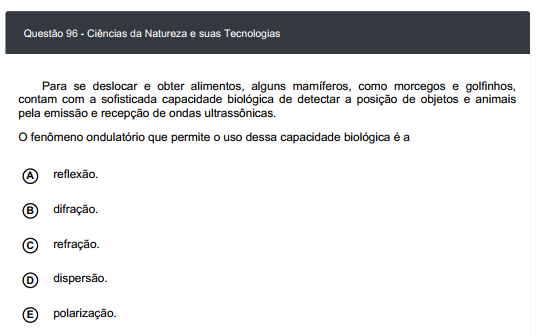 Questão 96 - Ciências da Natureza e suas Tecnologias
Para se deslocar e obter alimentos, alguns mamíferos, como morcegos e golfinhos,
contam com a sofisticada capacidade biológica de detectar a posição de objetos e animais
pela emissão e recepção de ondas ultrassônicas.
O fenômeno ondulatório que permite o uso dessa capacidade biológica é a
A reflexão.
B difração.
C refração.
D dispersão.
E polarização.